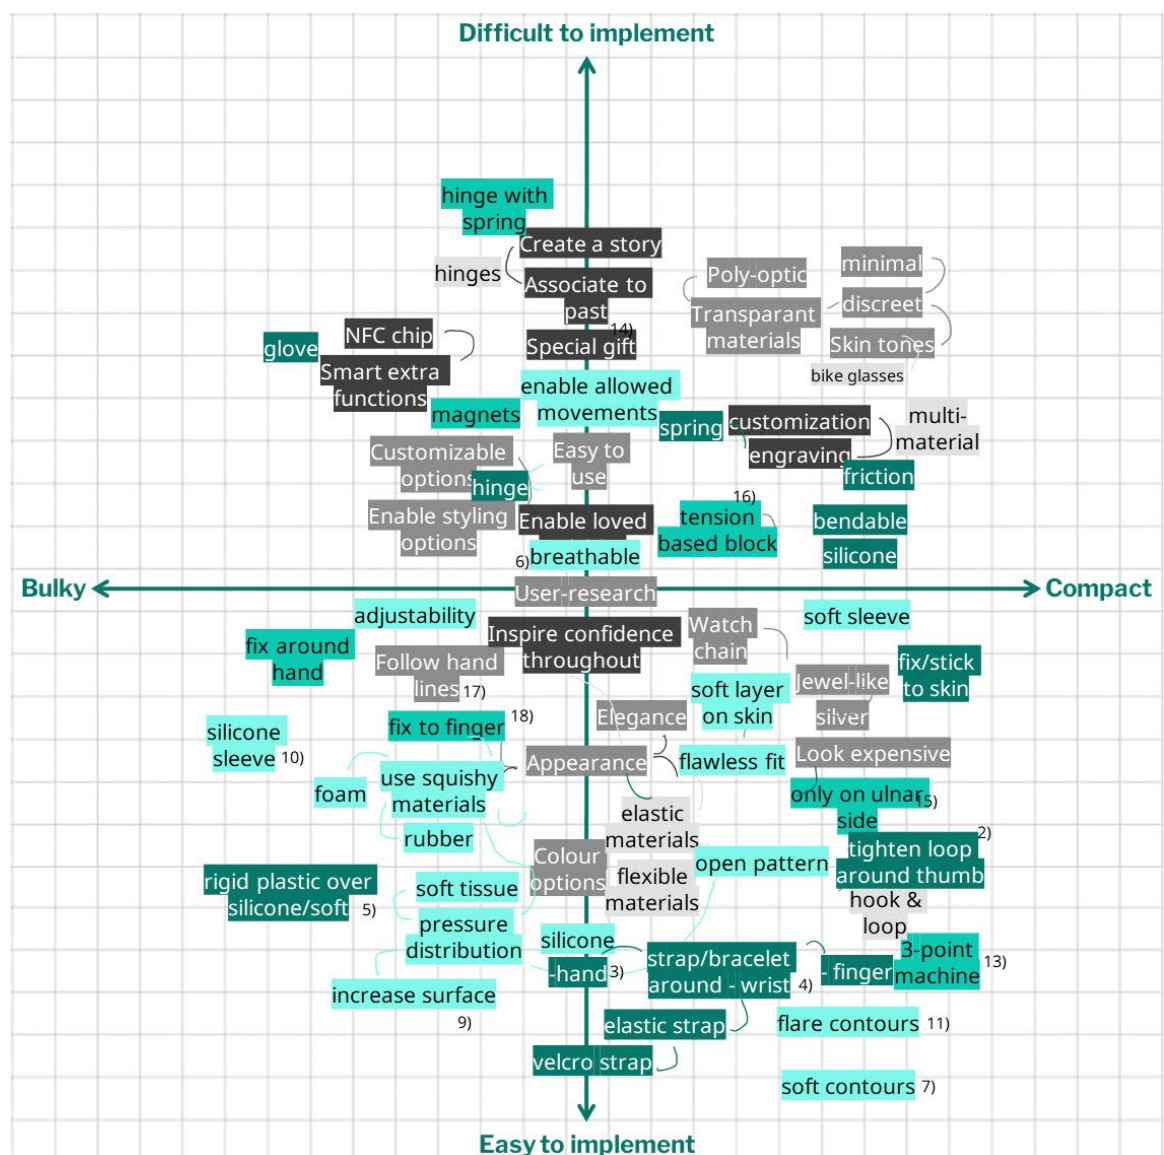 Difficult to implement
hinge with
spring
Create a story
hinges
Associate to
past
Poly-optic
minimal
discreet
Transparant
materials
14)
NFC chip
Special gift
Skin tones
glove
Smart extra
functions
bike glasses
enable allowed
movements
magnets
spring
customization
multi-
material
engraving
Customizable
options
Easy to
use
hinge
friction
16)
Enable styling
options
Enable loved
tension
based block
bendable
6)
breathable
silicone
Bulky
User-research
Compact
adjustability
soft sleeve
Inspire confidence
throughout
Watch
chain
fix around
hand
Follow hand
lines
17)
fix/stick
to skin
Jewel-like
soft layer
on skin
silver
Elegance
fix to finger
18)
silicone
sleeve
10)
Appearance
flawless fit
Look expensive
foam
use squishy
materials
only on ulnar
side
15)
elastic
materials
rubber
2)
tighten loop
around thumb
Colour
options
open pattern
flexible
materials
rigid plastic over
silicone/soft
5)
soft tissue
hook &
loop
pressure
distribution
silicone
3-point
machine
13)
-hand
3)
strap/bracelet
around - wrist
4)
- finger
increase surface
9)
elastic strap
flare contours
11)
velcro strap
soft contours
7)
Easy to implement